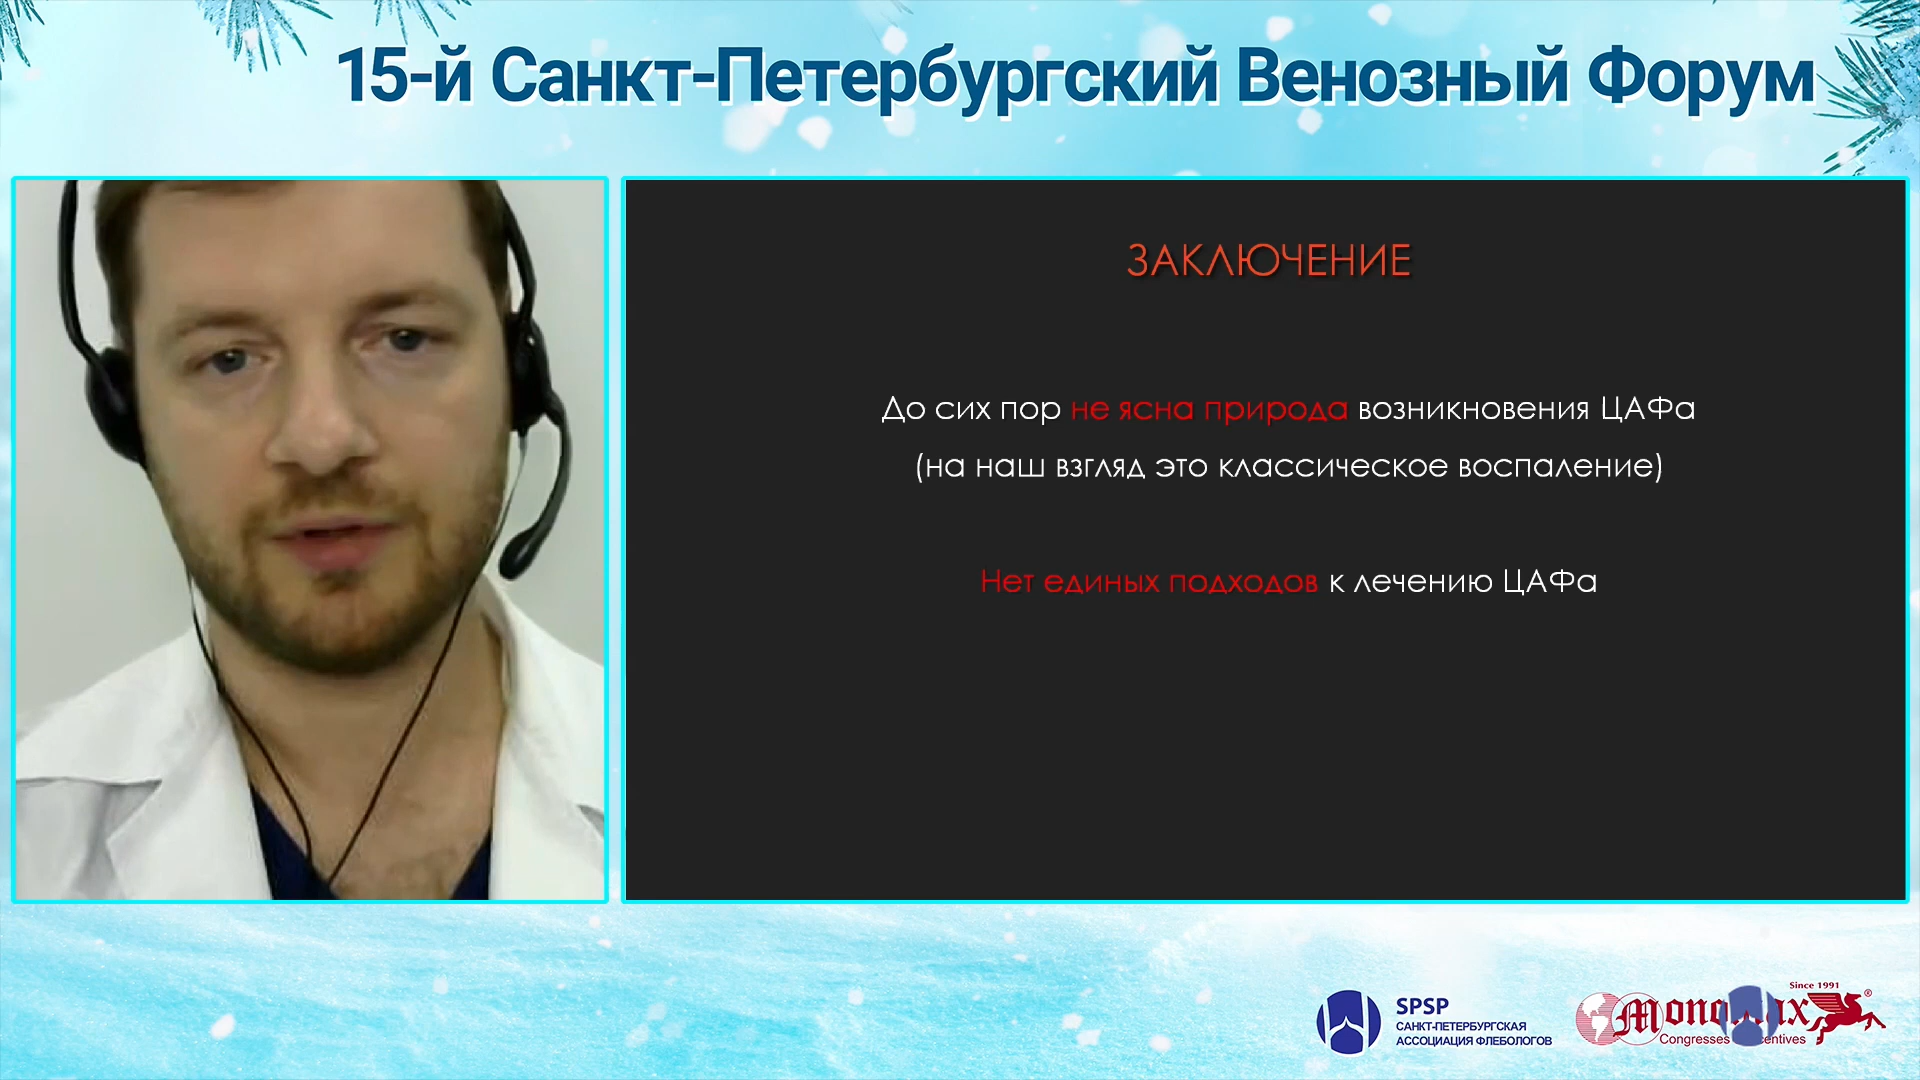 15-й Санкт-Петербургский Венозный Форум
ЗАКЛЮЧЕНИЕ
До сих пор не ясна природа возникновения ЦАФа
(на наш взгляд это классическое воспаление)
Нет единых подходов к лечению ЦАФа
SPSP
САНКТ-ПЕТЕРБУРГСКАЯ
АССОЦИАЦИЯ ФЛЕБОЛОГОВ
Since 1991
®
Congresses